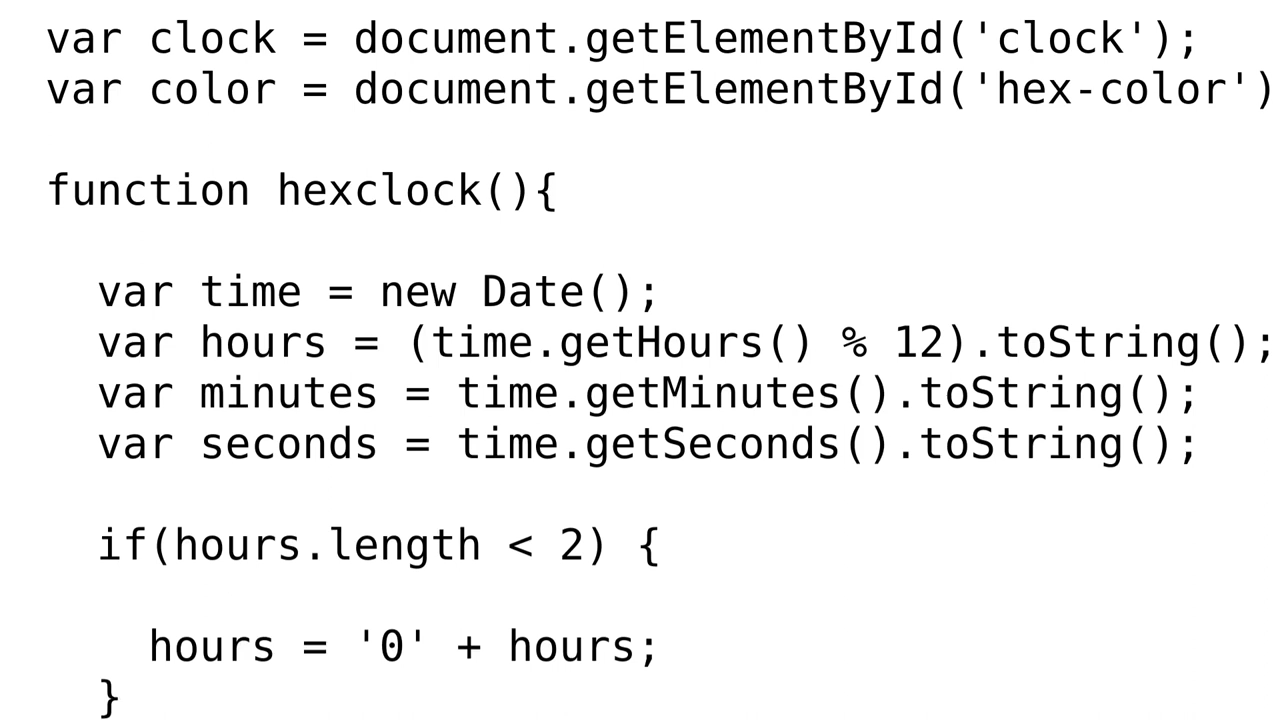 var clock = document.getElementById('clock');
var color = document.getElementById('hex-color')
function hexclock(){
var time = new Date();
var hours = (time.getHours() % 12).toString();
var minutes = time.getMinutes().toString();
var seconds = time.getSeconds().toString();
if(hours.length < 2) {
hours = '0' + hours;
}